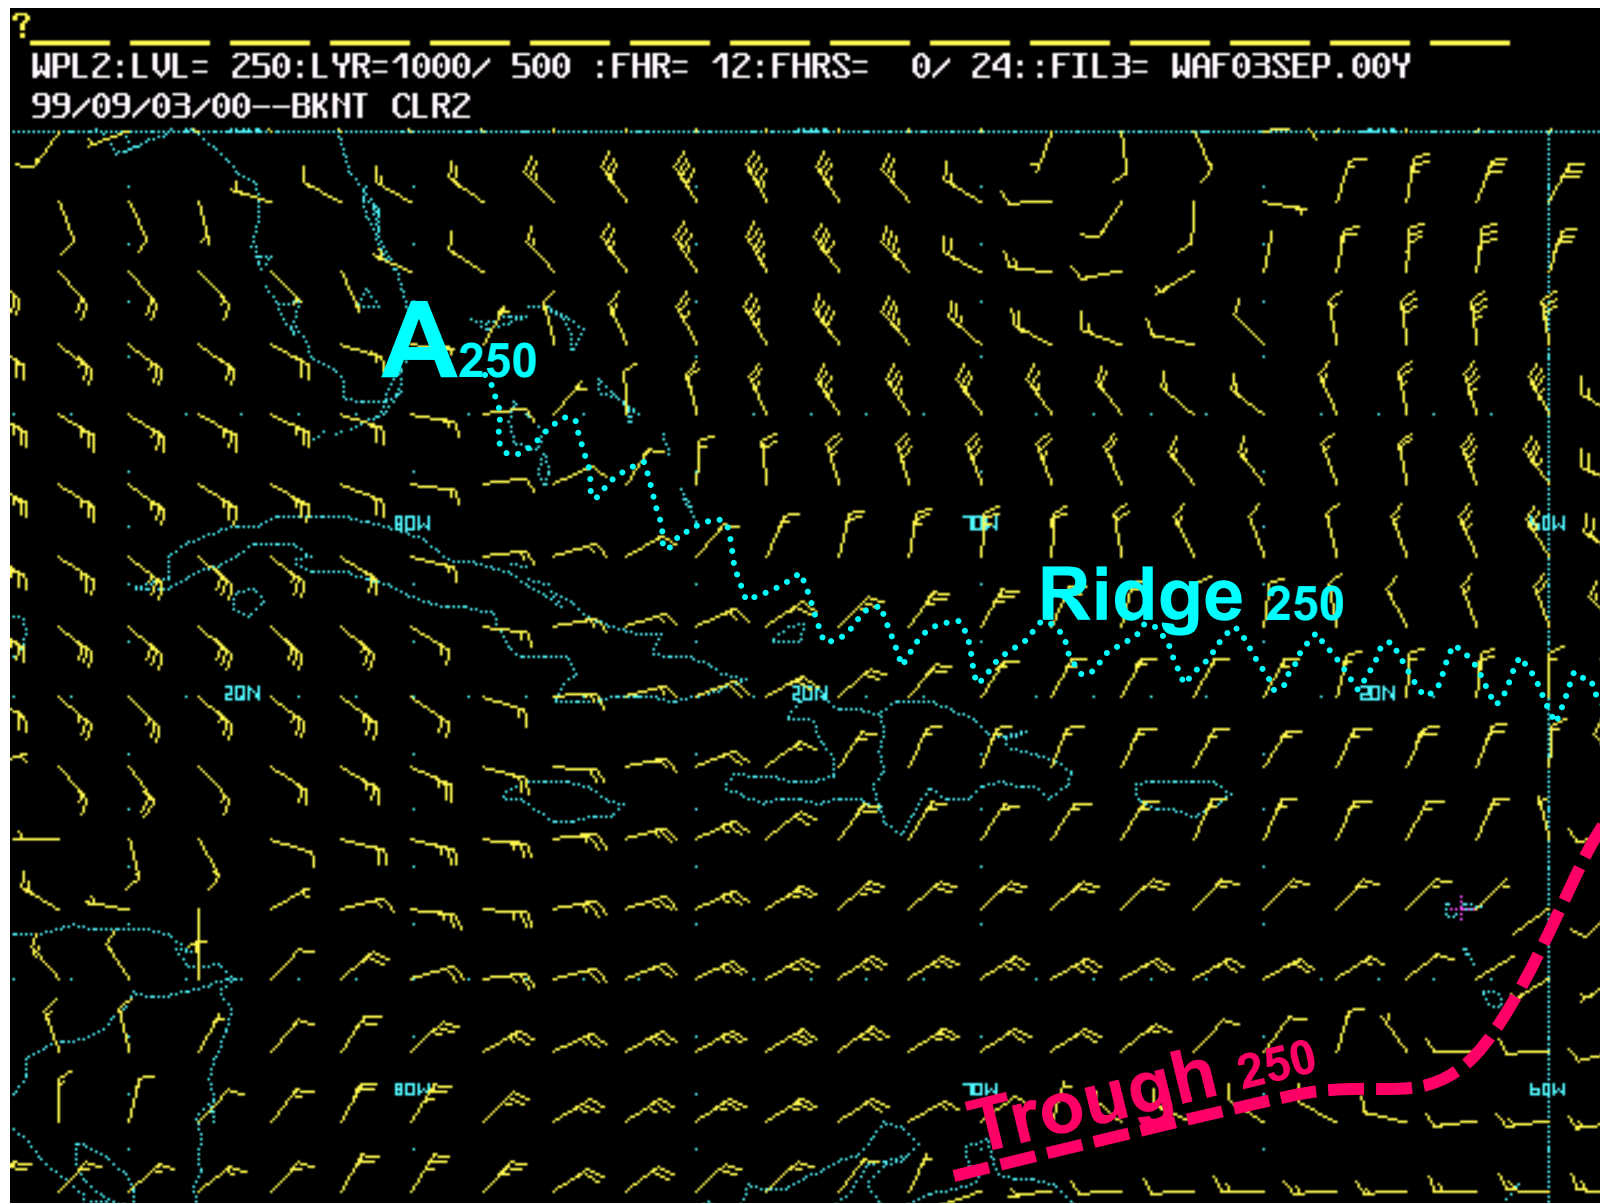 ?
WPL2:LVL= 250:LYR=1000/ 500 :FHR= 12:FHRS=  0/ 24::FIL3= WAF03SEP.00Y
99/09/03/00--BKNT CLR2
A250
80W 70W 60W
Ridge 250
20N 20N 20N
Trough 250
80W 70W 60W